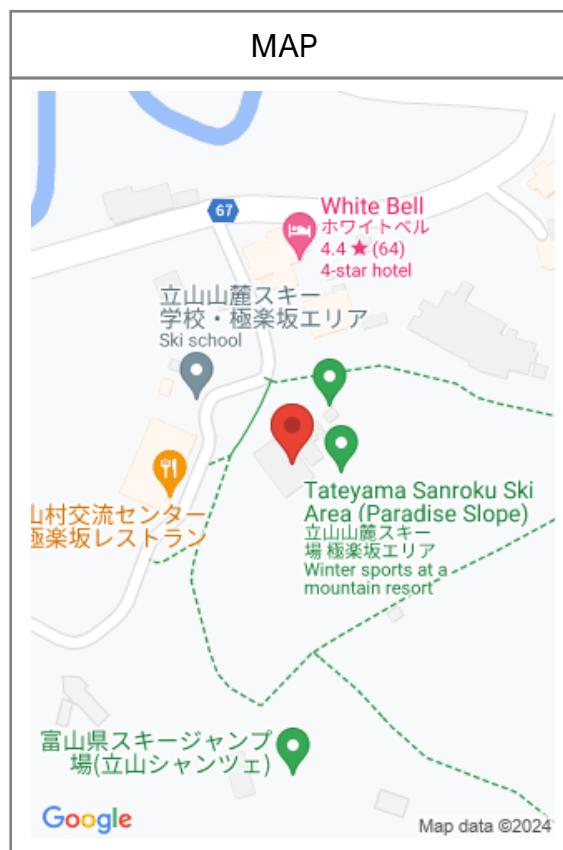 MAP
67
White Bell
ホワイトベル
4.4 ★ (64)
4-star hotel
立山山麓スキー
学校・極楽坂エリア
Ski school
Tateyama Sanroku Ski
Area (Paradise Slope)
立山山麓スキー
場 極楽坂エリア
Winter sports at a
mountain resort
山村交流センター
極楽坂レストラン
富山県スキージャンプ
場(立山シャンツェ)
Google
Map data ©2024